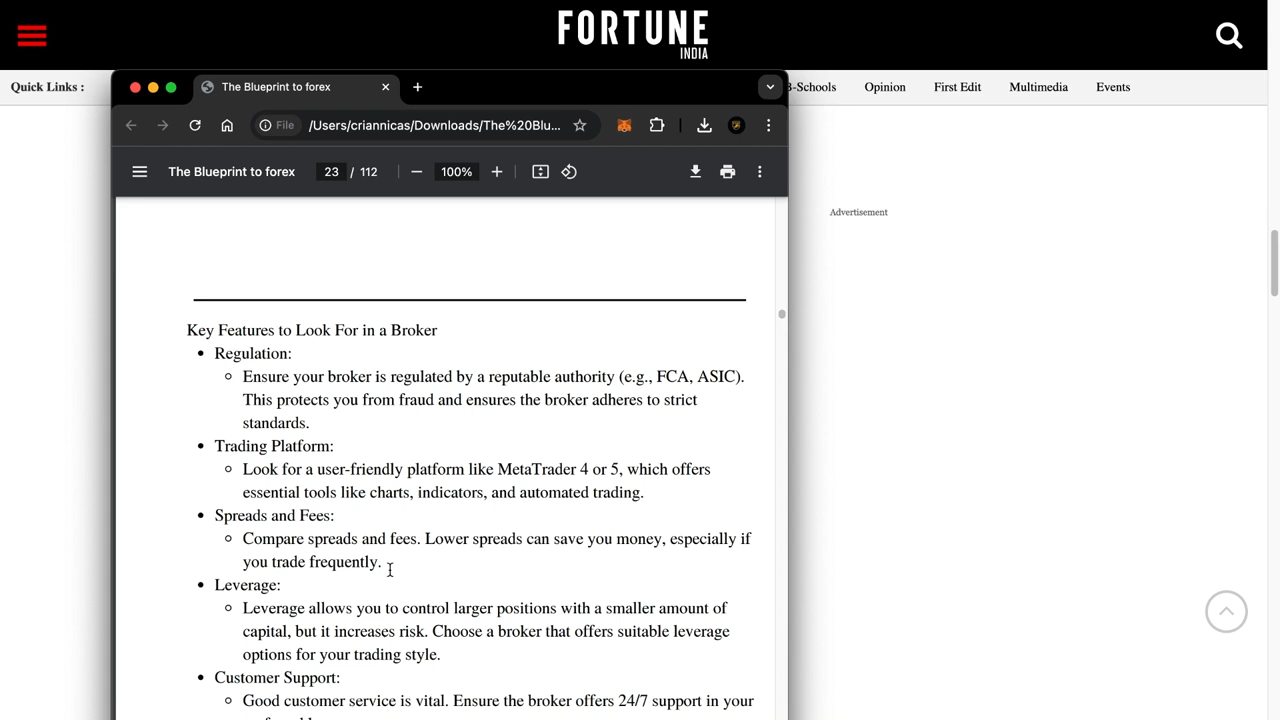 FORTUNE
INDIA
Quick Links :
B-Schools
Opinion
First Edit
Multimedia
Events
The Blueprint to forex
File
/Users/criannicas/Downloads/The%20Blu...
The Blueprint to forex
23 / 112
100%
Advertisement
Key Features to Look For in a Broker
• Regulation:
Ensure your broker is regulated by a reputable authority (e.g., FCA, ASIC).
This protects you from fraud and ensures the broker adheres to strict
standards.
• Trading Platform:
Look for a user-friendly platform like MetaTrader 4 or 5, which offers
essential tools like charts, indicators, and automated trading.
• Spreads and Fees:
Compare spreads and fees. Lower spreads can save you money, especially if
you trade frequently.
• Leverage:
Leverage allows you to control larger positions with a smaller amount of
capital, but it increases risk. Choose a broker that offers suitable leverage
options for your trading style.
• Customer Support:
Good customer service is vital. Ensure the broker offers 24/7 support in your